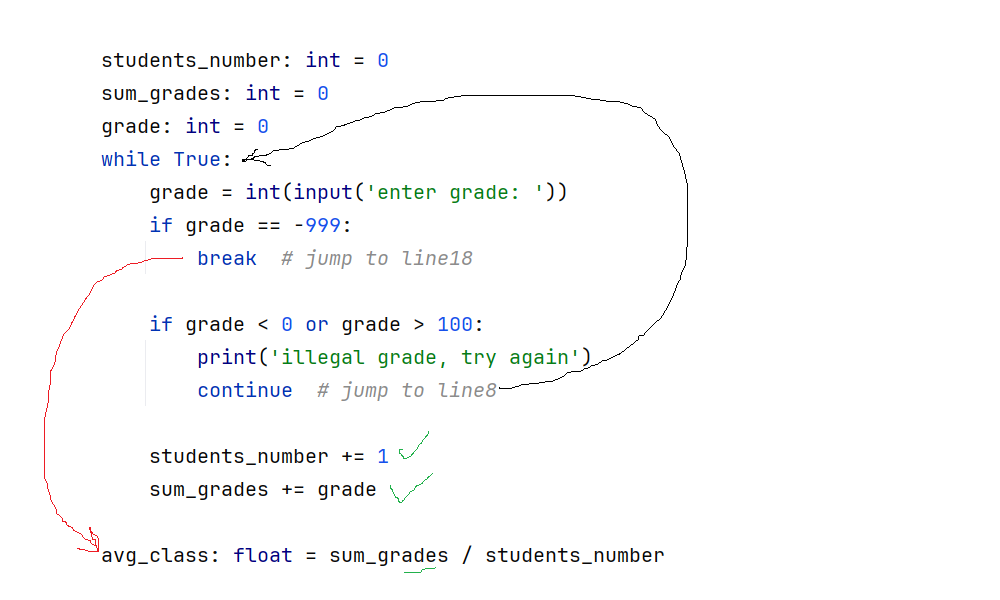 students_number: int = 0
sum_grades: int = 0
grade: int = 0
while True:
    grade = int(input('enter grade: '))
    if grade == -999:
        break  # jump to line18
    if grade < 0 or grade > 100:
        print('illegal grade, try again')
        continue  # jump to line8
    students_number += 1
    sum_grades += grade
avg_class: float = sum_grades / students_number